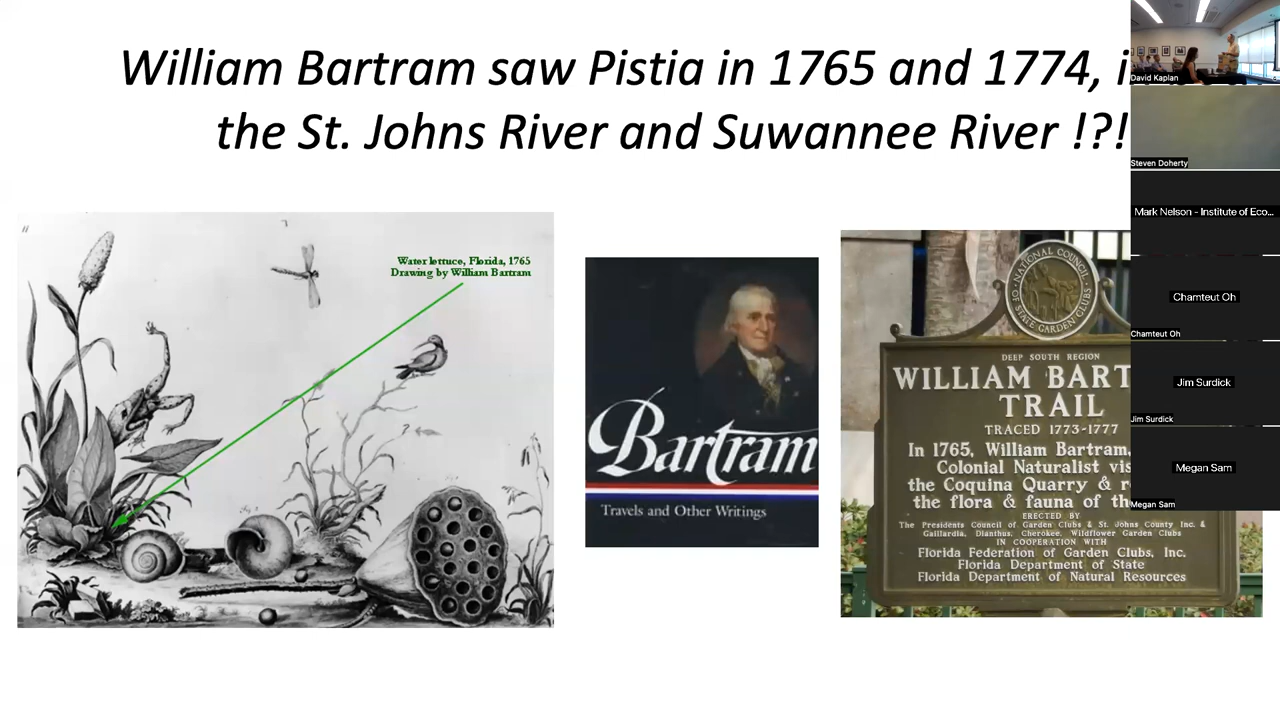 William Bartram saw Pistia in 1765 and 1774, i
the St. Johns River and Suwannee River !?!
Water lettuce, Florida, 1765
Drawing by William Bartram
?
Bartram
Travels and Other Writings
NATIONAL COUNCIL
OF STATE GARDEN CLUBS
DEEP SOUTH REGION
WILLIAM BART
TRAIL
TRACED 1773-1777
In 1765, William Bartram,
Colonial Naturalist vis
the Coquina Quarry & r
the flora & fauna of th
ERECTED BY
The Presidents Council of Garden Clubs & St. Johns County Inc. &
Gaillardia, Dianthus, Cherokee, Wildflower Garden Clubs
IN COOPERATION WITH
Florida Federation of Garden Clubs, Inc.
Florida Department of State
Florida Department of Natural Resources
David Kaplan
Steven Doherty
Mark Nelson - Institute of Eco...
Chamteut Oh
Chamteut Oh
Jim Surdick
Jim Surdick
Megan Sam
Megan Sam